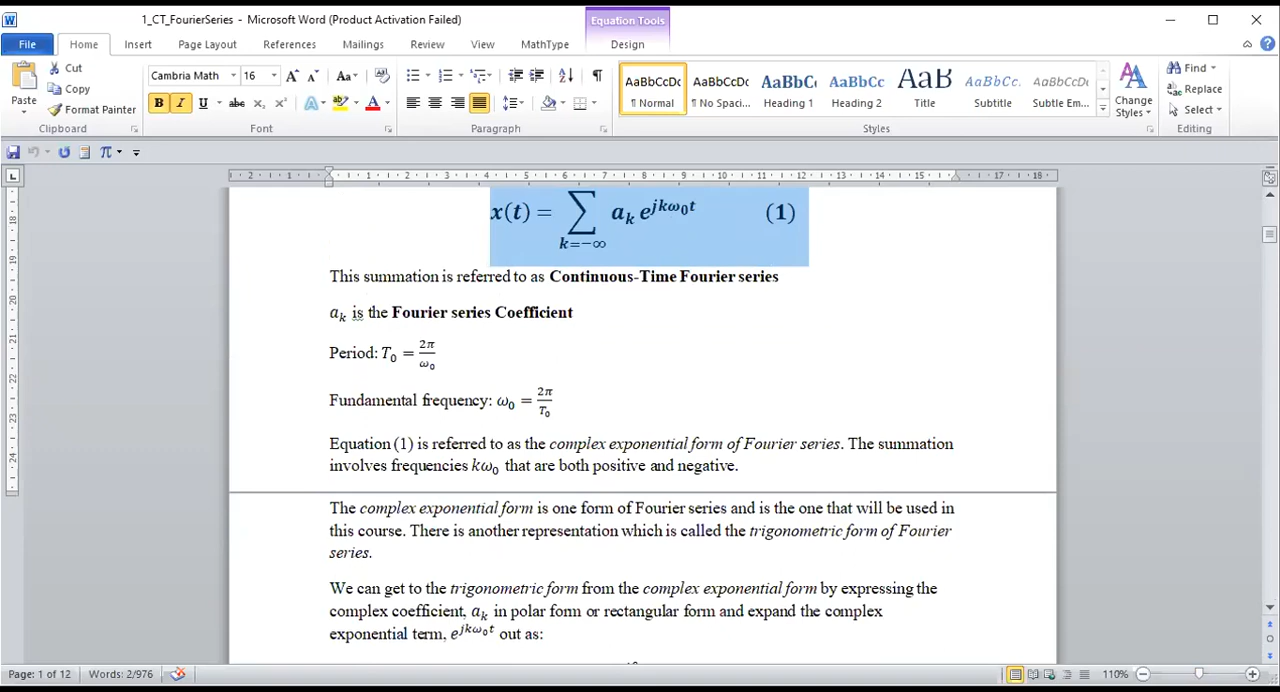 1_CT_FourierSeries - Microsoft Word (Product Activation Failed)
Equation Tools
File Home Insert Page Layout References Mailings Review View MathType Design
Paste
Cut
Copy
Format Painter
Cambria Math 16
AaBbCcDc AaBbCcDc AaBbCc AaBbCc AaB AaBbCc. AaBbCcDc
¶ Normal ¶ No Spaci... Heading 1 Heading 2 Title Subtitle Subtle Em...
Change Styles
Find
Replace
Select
Clipboard Font Paragraph Styles Editing
x(t) = ∑ a_k e^{jkω₀t} (1)
k=−∞
This summation is referred to as Continuous-Time Fourier series
a_k is the Fourier series Coefficient
Period: T₀ = 2π/ω₀
Fundamental frequency: ω₀ = 2π/T₀
Equation (1) is referred to as the complex exponential form of Fourier series. The summation
involves frequencies kω₀ that are both positive and negative.
The complex exponential form is one form of Fourier series and is the one that will be used in
this course. There is another representation which is called the trigonometric form of Fourier
series.
We can get to the trigonometric form from the complex exponential form by expressing the
complex coefficient, a_k in polar form or rectangular form and expand the complex
exponential term, e^{jkω₀t} out as:
Page: 1 of 12 Words: 2/976 110%